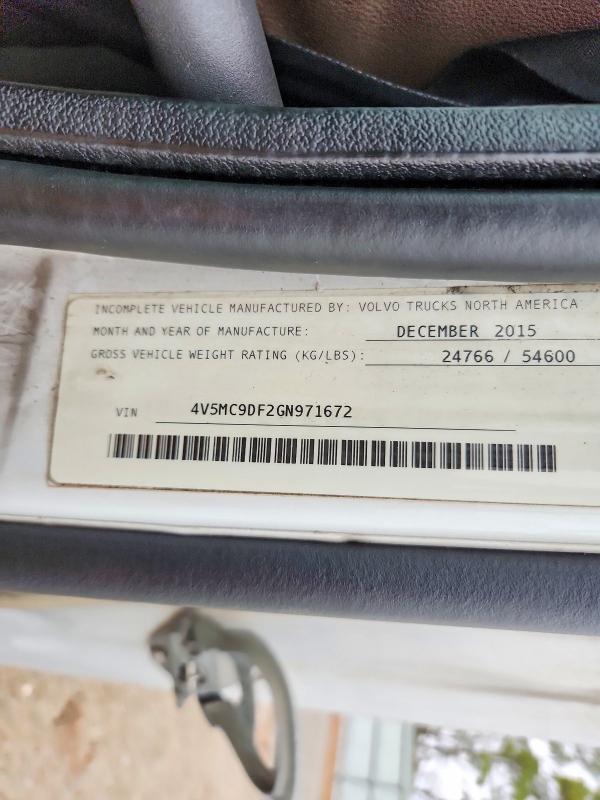 INCOMPLETE VEHICLE MANUFACTURED BY: VOLVO TRUCKS NORTH AMERICA
MONTH AND YEAR OF MANUFACTURE: DECEMBER 2015
GROSS VEHICLE WEIGHT RATING (KG/LBS): 24766 / 54600
VIN 4V5MC9DF2GN971672